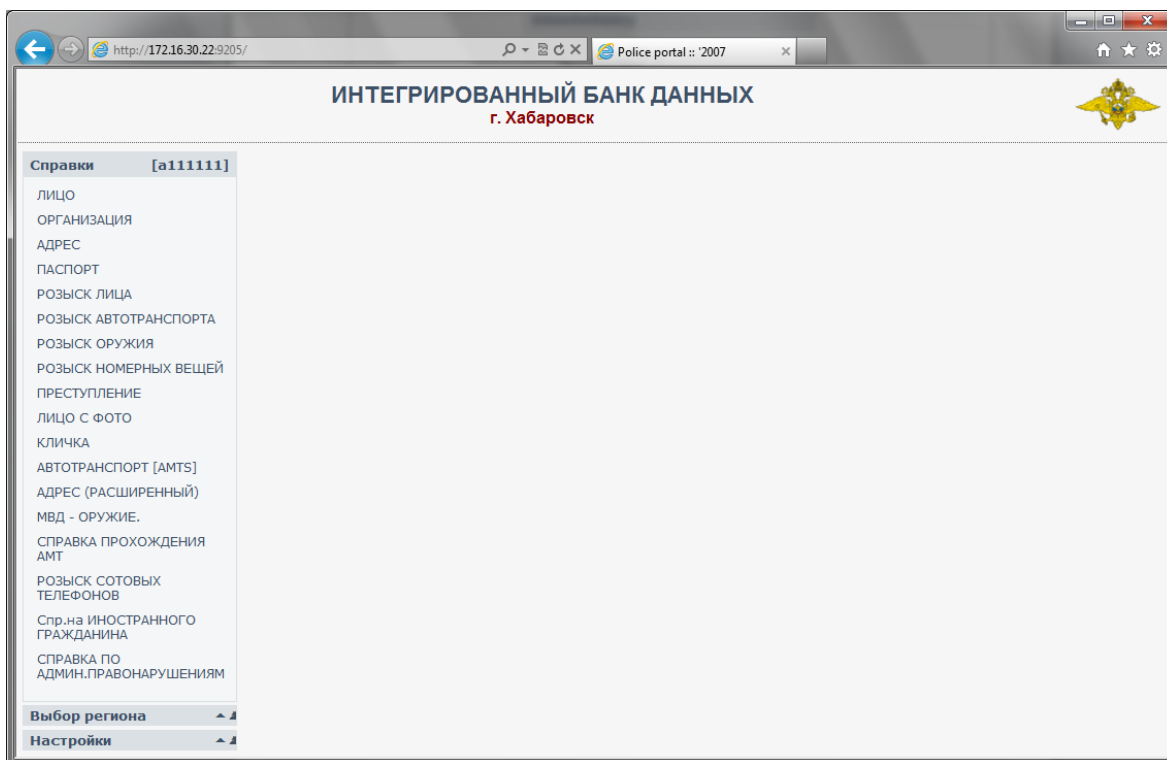 http://172.16.30.22:9205/
Police portal :: '2007
ИНТЕГРИРОВАННЫЙ БАНК ДАННЫХ
г. Хабаровск
Справки [a111111]
ЛИЦО
ОРГАНИЗАЦИЯ
АДРЕС
ПАСПОРТ
РОЗЫСК ЛИЦА
РОЗЫСК АВТОТРАНСПОРТА
РОЗЫСК ОРУЖИЯ
РОЗЫСК НОМЕРНЫХ ВЕЩЕЙ
ПРЕСТУПЛЕНИЕ
ЛИЦО С ФОТО
КЛИЧКА
АВТОТРАНСПОРТ [AMTS]
АДРЕС (РАСШИРЕННЫЙ)
МВД - ОРУЖИЕ.
СПРАВКА ПРОХОЖДЕНИЯ
АМТ
РОЗЫСК СОТОВЫХ
ТЕЛЕФОНОВ
Спр.на ИНОСТРАННОГО
ГРАЖДАНИНА
СПРАВКА ПО
АДМИН.ПРАВОНАРУШЕНИЯМ
Выбор региона
Настройки